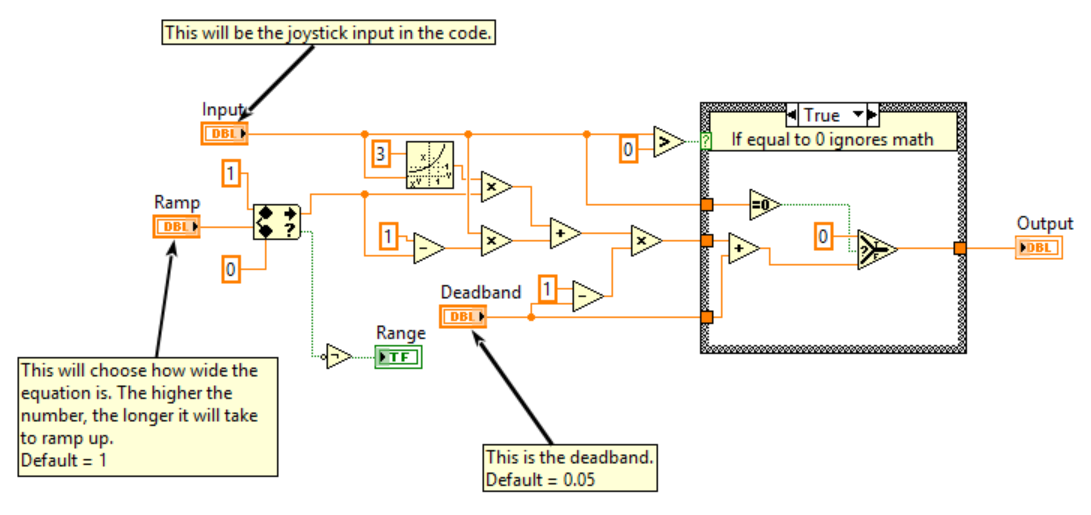 This will be the joystick input in the code.
Input
DBL
True
If equal to 0 ignores math
3
0
>
?
1
x
Ramp
DBL
?
=0
Output
1
x
+
x
+
0
?
T
F
DBL
-
0
Deadband
1
-
DBL
Range
TF
This will choose how wide the
equation is. The higher the
number, the longer it will take
to ramp up.
Default = 1
This is the deadband.
Default = 0.05